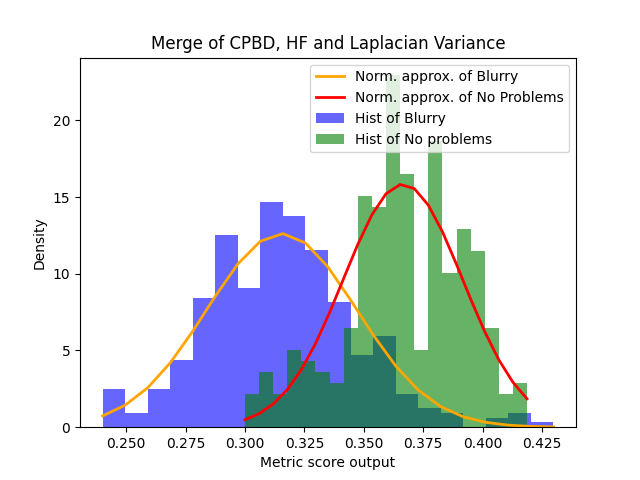 Merge of CPBD, HF and Laplacian Variance
Norm. approx. of Blurry
Norm. approx. of No Problems
Hist of Blurry
Hist of No problems
Density
20
15
10
5
0
0.250 0.275 0.300 0.325 0.350 0.375 0.400 0.425
Metric score output